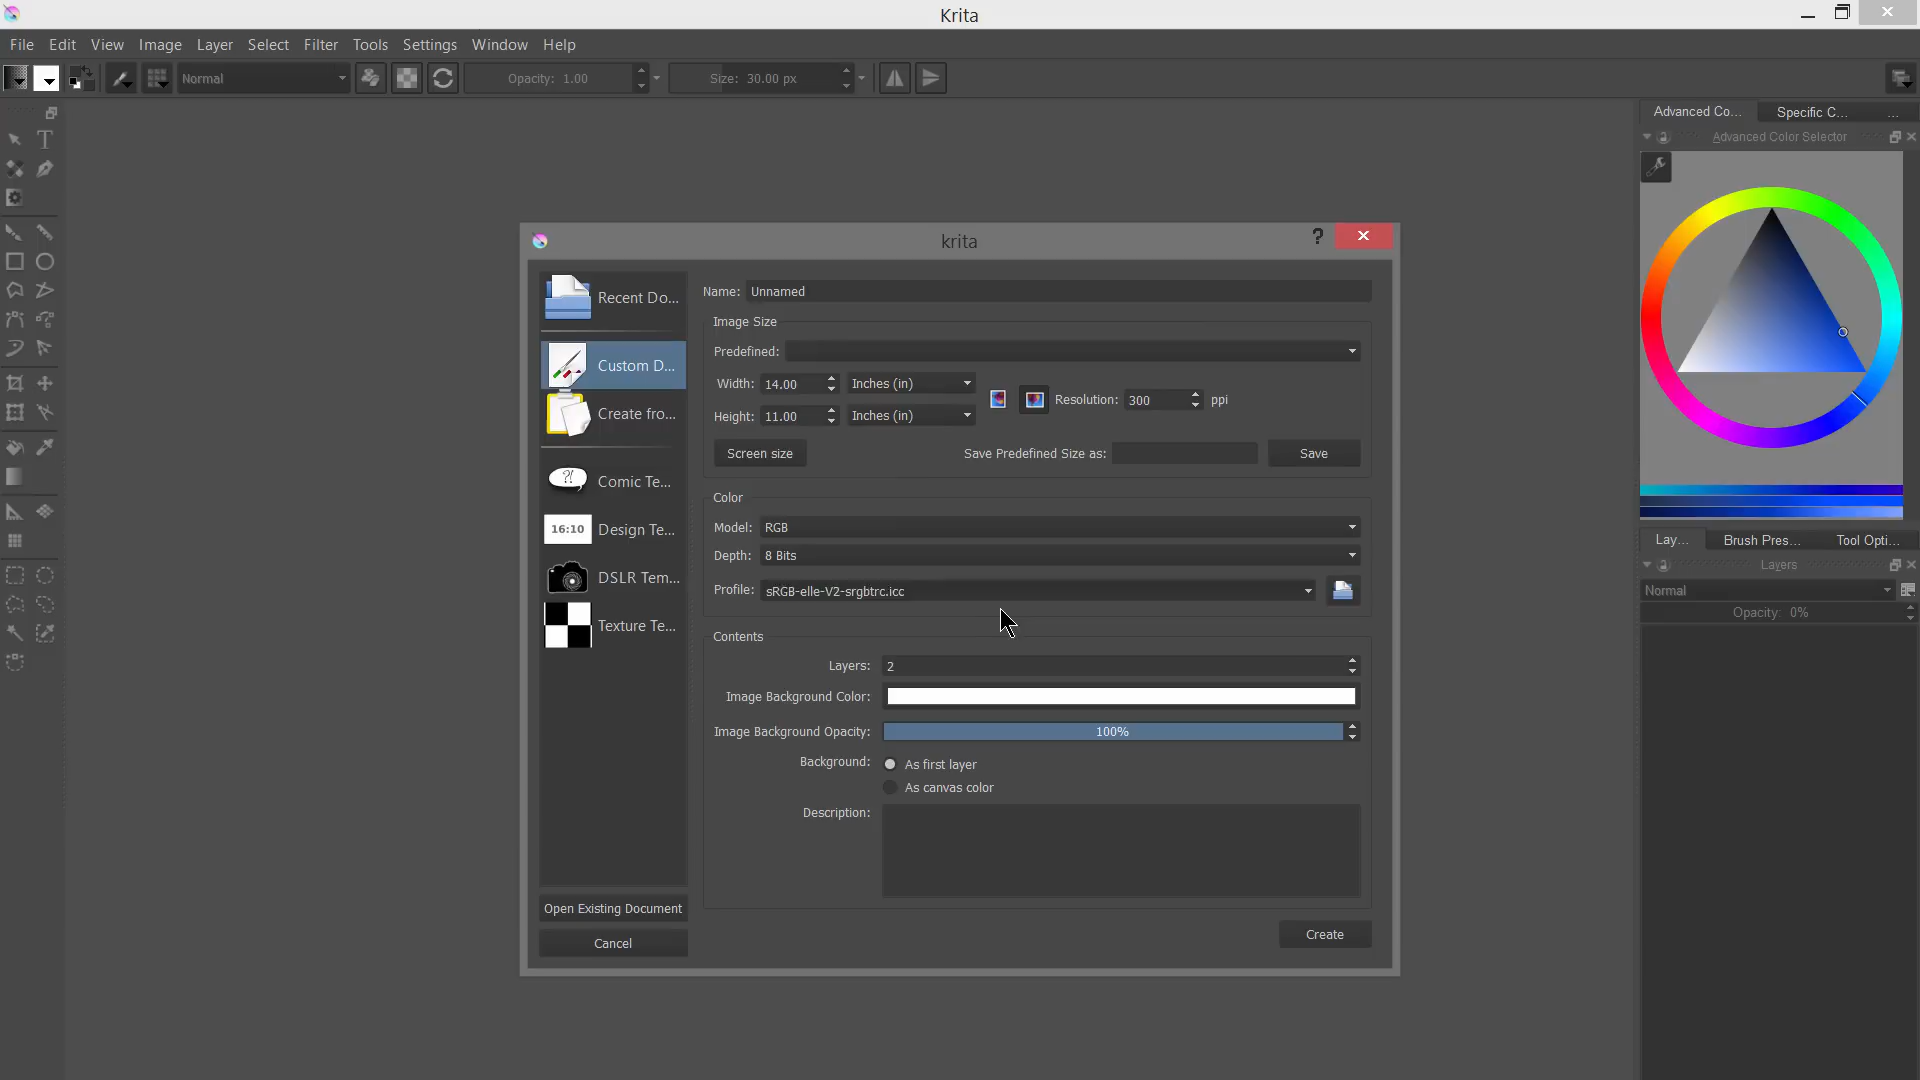 Krita
File Edit View Image Layer Select Filter Tools Settings Window Help
Normal Opacity: 1.00 Size: 30.00 px
Advanced Co... Specific C... ...
Advanced Color Selector
krita
?
Recent Do...
Custom D...
Create fro...
?!
Comic Te...
16:10
Design Te...
DSLR Tem...
Texture Te...
Open Existing Document
Cancel
Name: Unnamed
Image Size
Predefined:
Width: 14.00 Inches (in)
Height: 11.00 Inches (in)
Resolution: 300 ppi
Screen size Save Predefined Size as: Save
Color
Model: RGB
Depth: 8 Bits
Profile: sRGB-elle-V2-srgbtrc.icc
Contents
Layers: 2
Image Background Color:
Image Background Opacity: 100%
Background: As first layer
As canvas color
Description:
Create
Lay... Brush Pres... Tool Opti...
Layers
Normal
Opacity: 0%